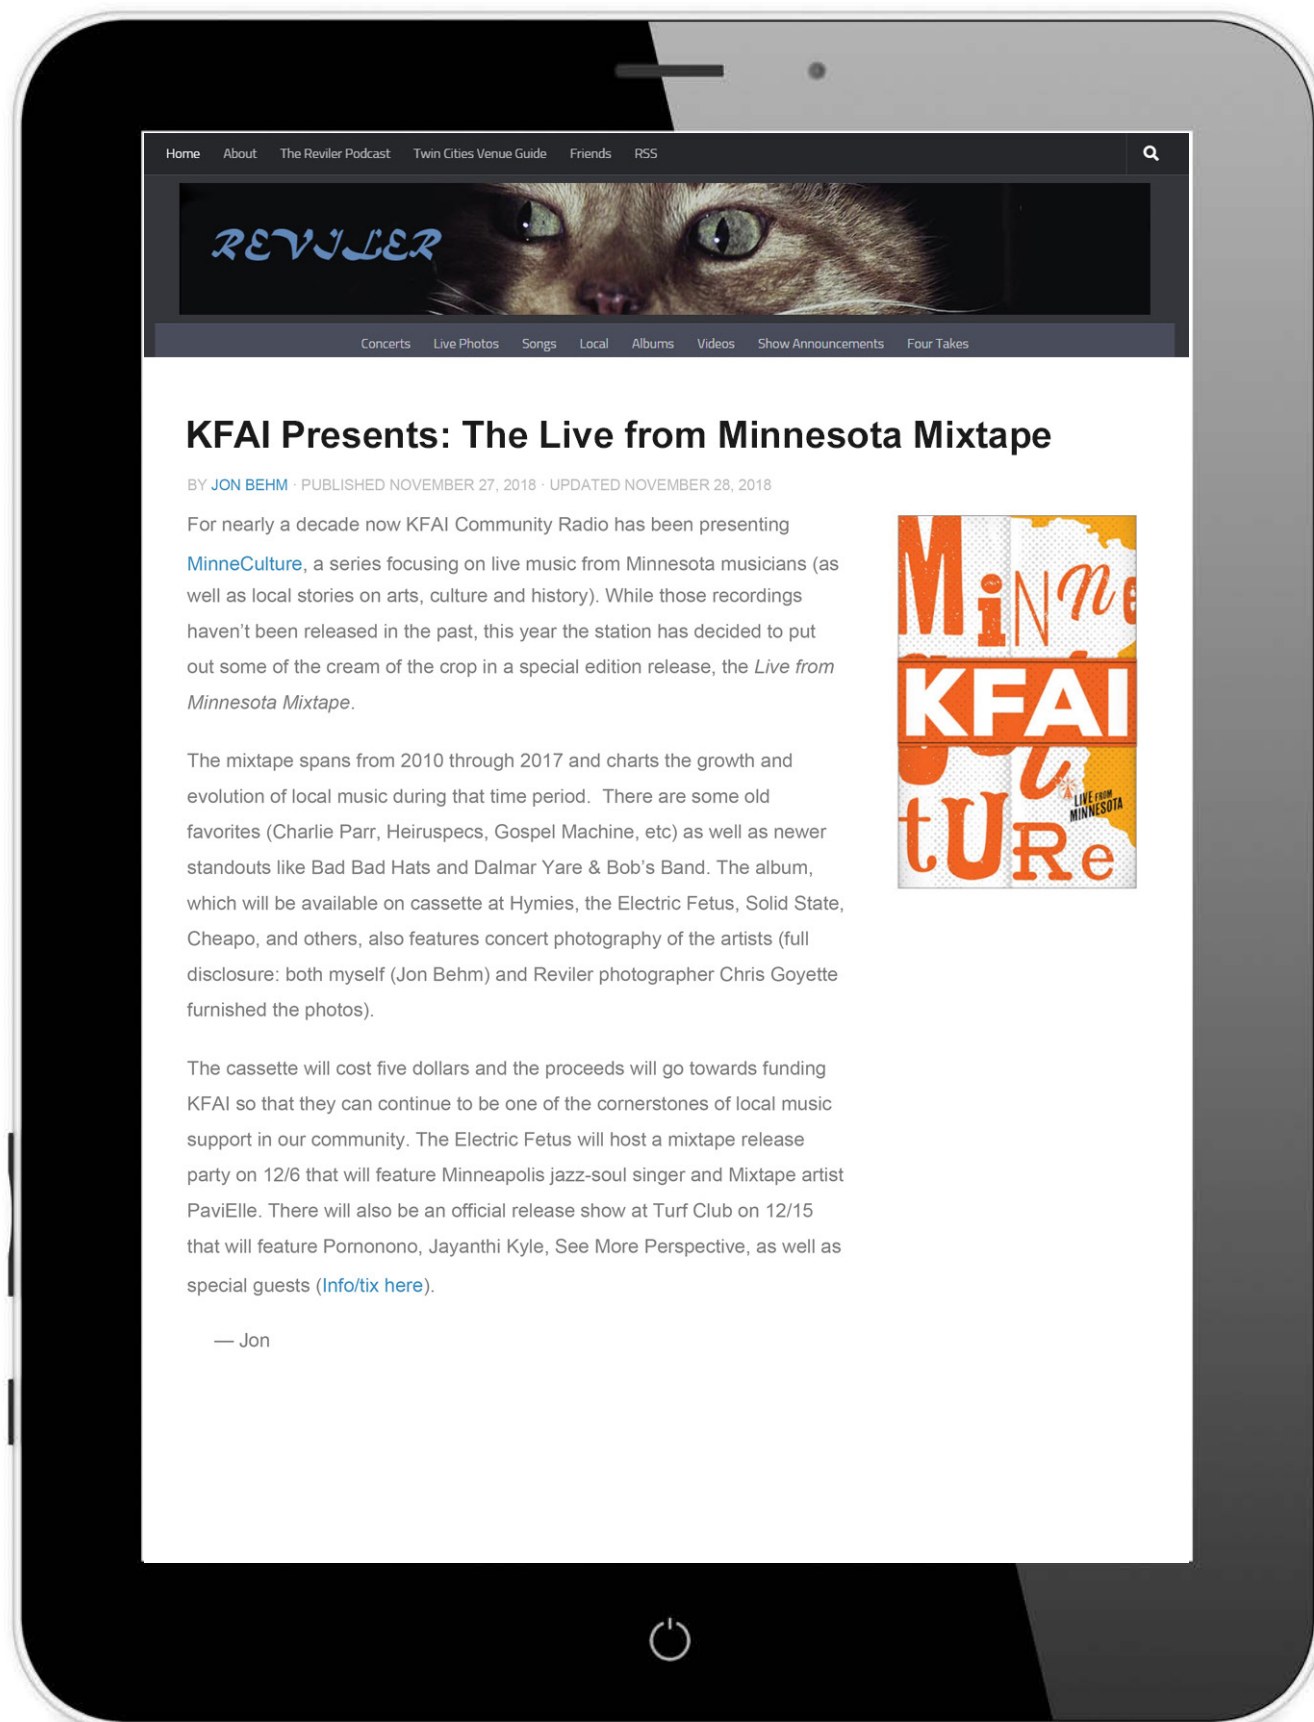 Home About The Reviler Podcast Twin Cities Venue Guide Friends RSS
REVILER
Concerts Live Photos Songs Local Albums Videos Show Announcements Four Takes
KFAI Presents: The Live from Minnesota Mixtape
BY JON BEHM · PUBLISHED NOVEMBER 27, 2018 · UPDATED NOVEMBER 28, 2018
For nearly a decade now KFAI Community Radio has been presenting
MinneCulture, a series focusing on live music from Minnesota musicians (as
well as local stories on arts, culture and history). While those recordings
haven’t been released in the past, this year the station has decided to put
out some of the cream of the crop in a special edition release, the Live from
Minnesota Mixtape.
The mixtape spans from 2010 through 2017 and charts the growth and
evolution of local music during that time period.  There are some old
favorites (Charlie Parr, Heiruspecs, Gospel Machine, etc) as well as newer
standouts like Bad Bad Hats and Dalmar Yare & Bob’s Band. The album,
which will be available on cassette at Hymies, the Electric Fetus, Solid State,
Cheapo, and others, also features concert photography of the artists (full
disclosure: both myself (Jon Behm) and Reviler photographer Chris Goyette
furnished the photos).
The cassette will cost five dollars and the proceeds will go towards funding
KFAI so that they can continue to be one of the cornerstones of local music
support in our community. The Electric Fetus will host a mixtape release
party on 12/6 that will feature Minneapolis jazz-soul singer and Mixtape artist
PaviElle. There will also be an official release show at Turf Club on 12/15
that will feature Pornonono, Jayanthi Kyle, See More Perspective, as well as
special guests (Info/tix here).
— Jon
MiNNe
KFAI
LIVE FROM
MINNESOTA
tURe